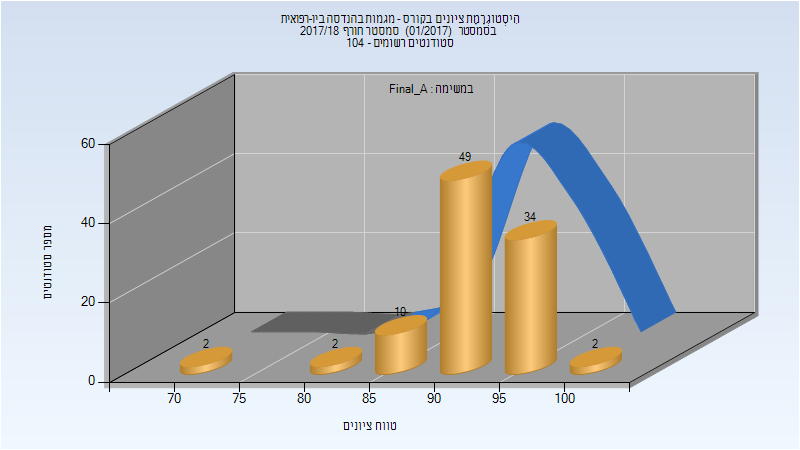 היסטוגרמת ציונים בקורס - מגמות בהנדסה ביו-רפואית
בסמסטר (01/2017) סמסטר חורף 2017/18
סטודנטים רשומים - 104
במשימה : Final_A
מספר סטודנטים
60
40
20
0
2
2
10
49
34
2
70
75
80
85
90
95
100
טווח ציונים